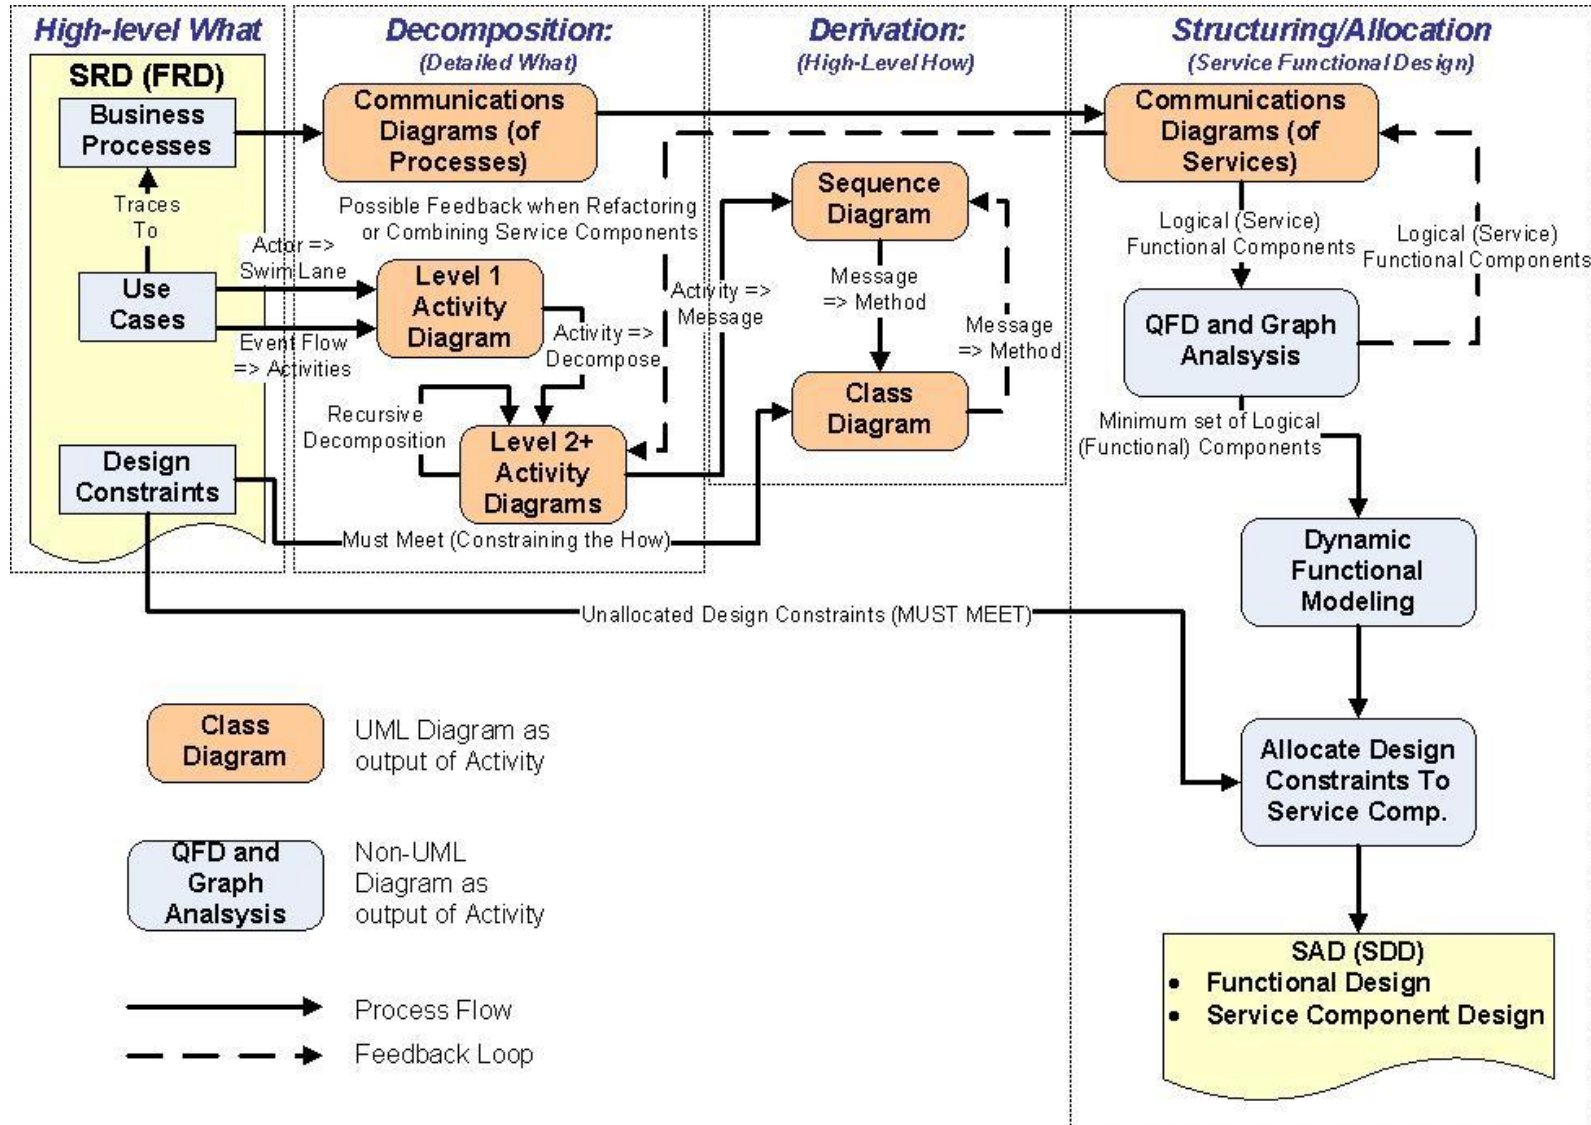 High-level What
SRD (FRD)
Business
Processes
Traces
To
Use
Cases
Design
Constraints
Actor =>
Swim Lane
Event Flow
=> Activities
Decomposition:
(Detailed What)
Communications
Diagrams (of
Processes)
Possible Feedback when Refactoring
or Combining Service Components
Level 1
Activity
Diagram
Activity =>
Decompose
Recursive
Decomposition
Level 2+
Activity
Diagrams
Must Meet (Constraining the How)
Activity =>
Message
Derivation:
(High-Level How)
Sequence
Diagram
Message
=> Method
Message
=> Method
Class
Diagram
Structuring/Allocation
(Service Functional Design)
Communications
Diagrams (of
Services)
Logical (Service)
Functional Components
Logical (Service)
Functional Components
QFD and Graph
Analsysis
Minimum set of Logical
(Functional) Components
Dynamic
Functional
Modeling
Unallocated Design Constraints (MUST MEET)
Allocate Design
Constraints To
Service Comp.
SAD (SDD)
• Functional Design
• Service Component Design
Class
Diagram
UML Diagram as
output of Activity
QFD and
Graph
Analsysis
Non-UML
Diagram as
output of Activity
Process Flow
Feedback Loop